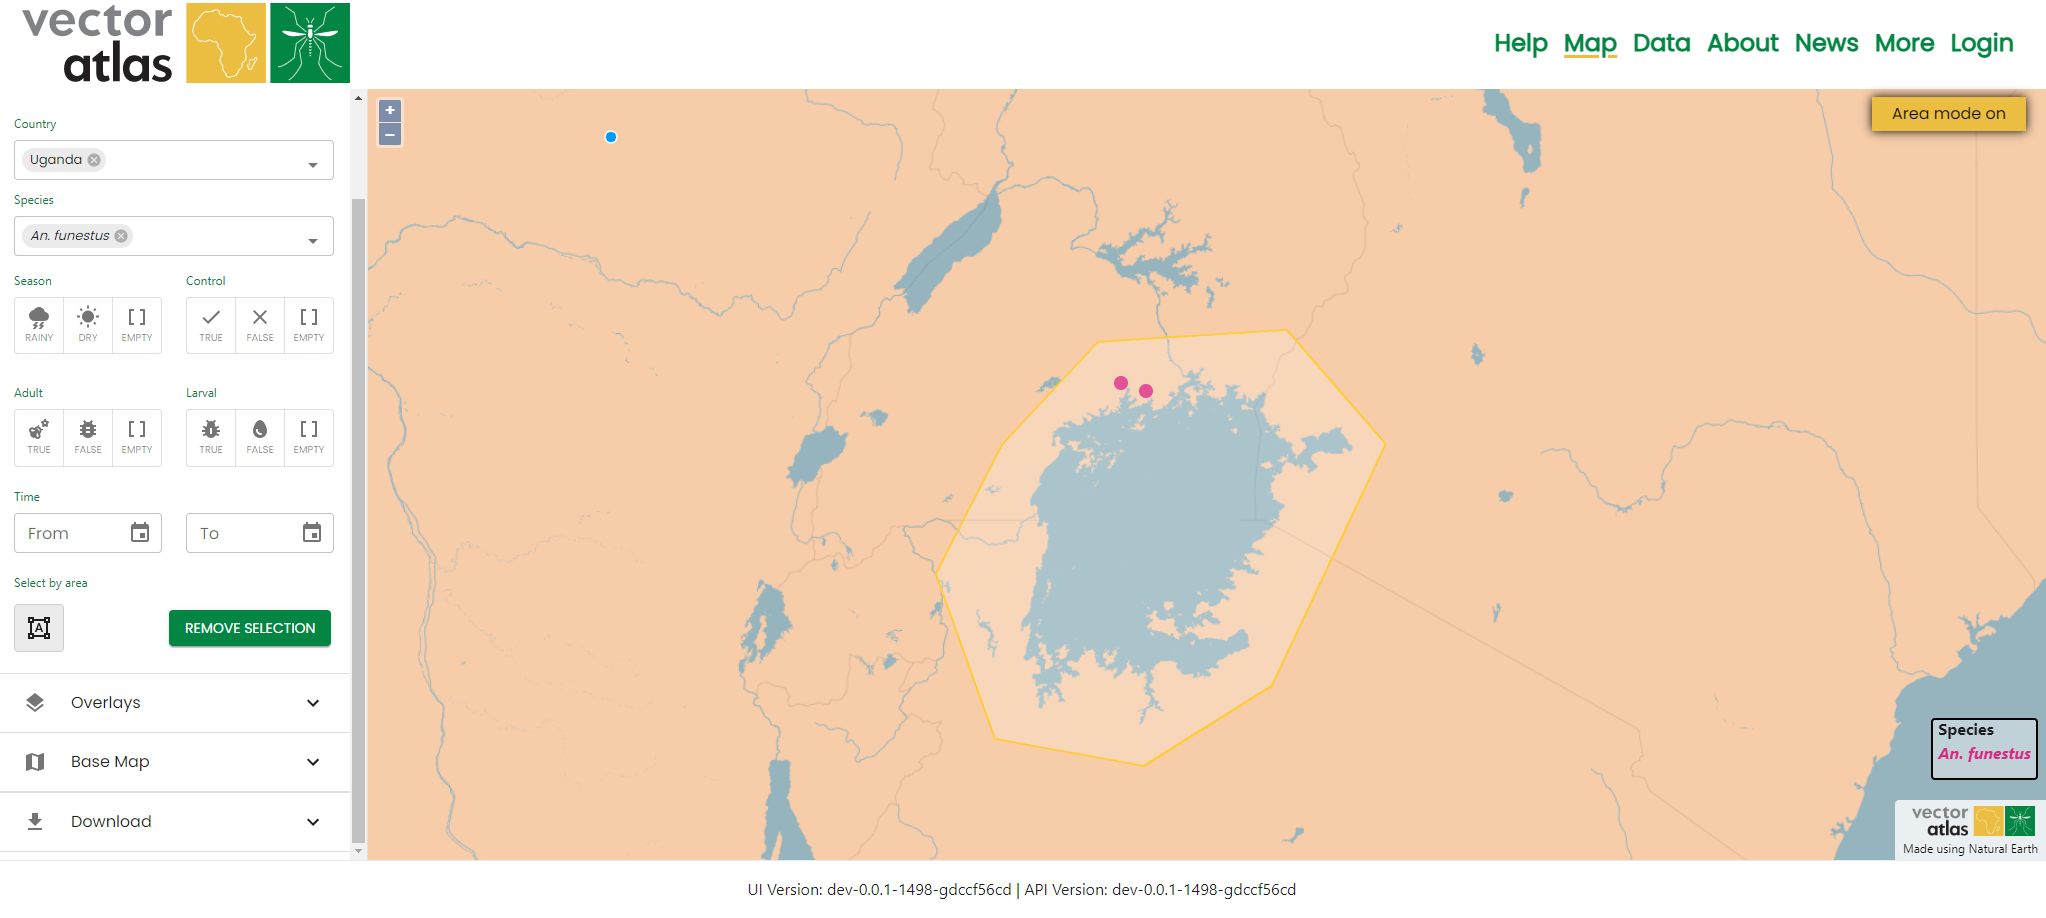 vector
atlas
Help Map Data About News More Login
Country
Uganda
Species
An. funestus
Season
Control
RAINY DRY EMPTY
TRUE FALSE EMPTY
Adult
Larval
TRUE FALSE EMPTY
TRUE FALSE EMPTY
Time
From
To
Select by area
A
REMOVE SELECTION
Overlays
Base Map
Download
+
−
Area mode on
Species
An. funestus
vector
atlas
Made using Natural Earth
UI Version: dev-0.0.1-1498-gdccf56cd | API Version: dev-0.0.1-1498-gdccf56cd